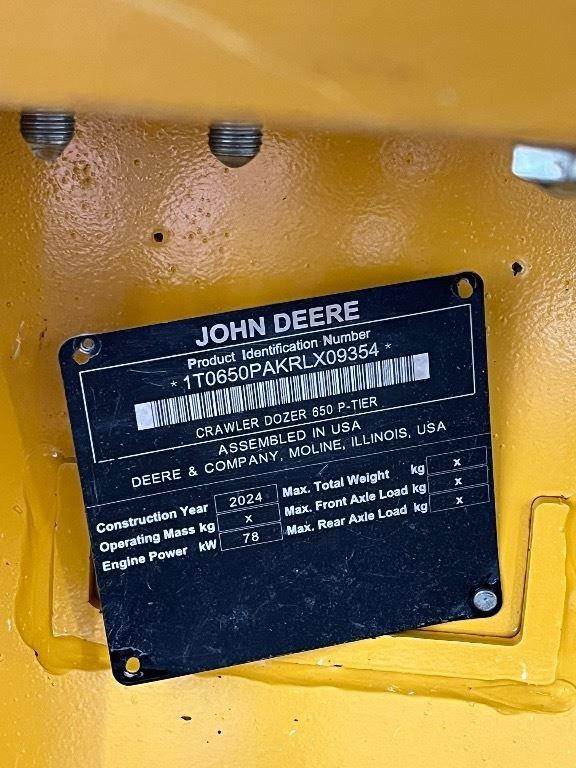 JOHN DEERE
Product Identification Number
* 1T0650PAKRLX09354 *
CRAWLER DOZER 650 P-TIER
ASSEMBLED IN USA
DEERE & COMPANY, MOLINE, ILLINOIS, USA
Construction Year 2024 Max. Total Weight kg x
Operating Mass kg x Max. Front Axle Load kg x
Engine Power kW 78 Max. Rear Axle Load kg x